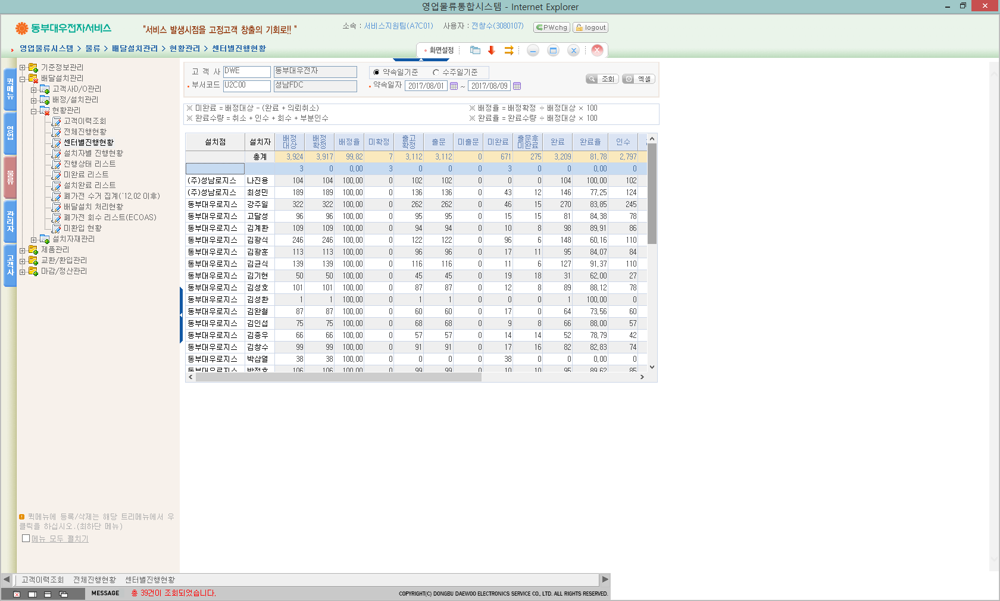 영업물류통합시스템 - Internet Explorer
동부대우전자서비스
"서비스 발생시점을 고정고객 창출의 기회로!! "
소속 : 서비스지원팀(A7C01) 사용자 : 전창수(3080107) PWchg logout
영업물류시스템 > 물류 > 배달설치관리 > 현황관리 > 센터별진행현황
화면설정
퀵메뉴
영업
물류
관리자
고객사
기준정보관리
배달설치관리
고객사D/O관리
배정/설치관리
현황관리
고객이력조회
전체진행현황
센터별진행현황
설치자별 진행현황
진행상태 리스트
미완료 리스트
설치완료 리스트
폐가전 수거 집계('12.02 이후)
배달설치 처리현황
폐가전 회수 리스트(ECOAS)
미환입 현황
설치자재관리
제품관리
교환/환입관리
마감/정산관리
퀵메뉴에 등록/삭제는 해당 트리메뉴에서 우
클릭을 하십시오.(최하단 메뉴)
메뉴 모두 펼치기
고 객 사 DWE 동부대우전자 약속일기준 수주일기준
부서코드 U2C00 성남FDC 약속일자 2017/08/01 ~ 2017/08/09 조회 엑셀
※ 미완료 = 배정대상 - (완료 + 의뢰취소) ※ 배정율 = 배정확정 ÷ 배정대상 × 100
※ 완료수량 = 취소 + 인수 + 회수 + 부분인수 ※ 완료율 = 완료수량 ÷ 배정대상 × 100
설치점 설치자 배정대상 배정확정 배정율 미확정 출고확정 출문 미출문 미완료 출문후미완료 완료 완료율 인수
총계 3,924 3,917 99.82 7 3,112 3,112 0 671 275 3,209 81.78 2,797
3 0 0.00 3 0 0 0 3 0 0 0.00 0
(주)성남로지스 나진용 104 104 100.00 0 102 102 0 0 0 104 100.00 102
(주)성남로지스 최성민 189 189 100.00 0 136 136 0 43 12 146 77.25 124
동부대우로지스 강주일 322 322 100.00 0 262 262 0 46 15 270 83.85 245
동부대우로지스 고달성 96 96 100.00 0 95 95 0 15 15 81 84.38 78
동부대우로지스 김계환 109 109 100.00 0 94 94 0 10 8 98 89.91 86
동부대우로지스 김광식 246 246 100.00 0 122 122 0 96 6 148 60.16 110
동부대우로지스 김광훈 113 113 100.00 0 96 96 0 17 11 95 84.07 84
동부대우로지스 김균식 139 139 100.00 0 116 116 0 11 6 127 91.37 110
동부대우로지스 김기현 50 50 100.00 0 45 45 0 19 18 31 62.00 27
동부대우로지스 김성호 101 101 100.00 0 87 87 0 12 8 89 88.12 78
동부대우로지스 김성환 1 1 100.00 0 1 1 0 0 0 1 100.00 0
동부대우로지스 김완철 87 87 100.00 0 60 60 0 17 0 64 73.56 60
동부대우로지스 김인섭 75 75 100.00 0 68 68 0 9 8 66 88.00 57
동부대우로지스 김종우 66 66 100.00 0 57 57 0 14 14 52 78.79 42
동부대우로지스 김창수 99 99 100.00 0 91 91 0 17 16 82 82.83 74
동부대우로지스 박삼열 38 38 100.00 0 0 0 0 38 0 0 0.00 0
동부대우로지스 106 106 100.00 0 99 99 0 10 10 95 89.62 85
고객이력조회 전체진행현황 센터별진행현황
MESSAGE 총 39건이 조회되었습니다.
COPYRIGHT(C) DONGBU DAEWOO ELECTRONICS SERVICE CO., LTD. ALL RIGHTS RESERVED.